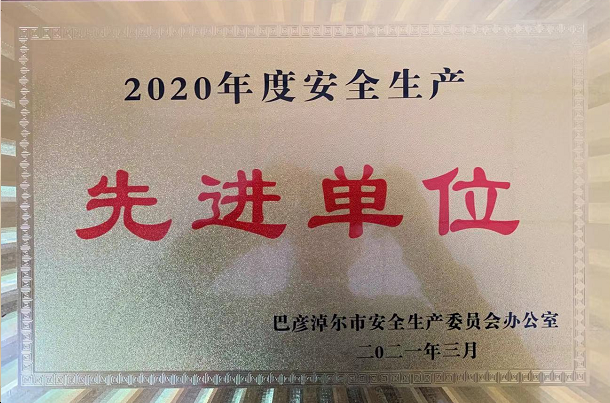 2020年度安全生产
先进单位
巴彦淖尔市安全生产委员会办公室
二〇二一年三月